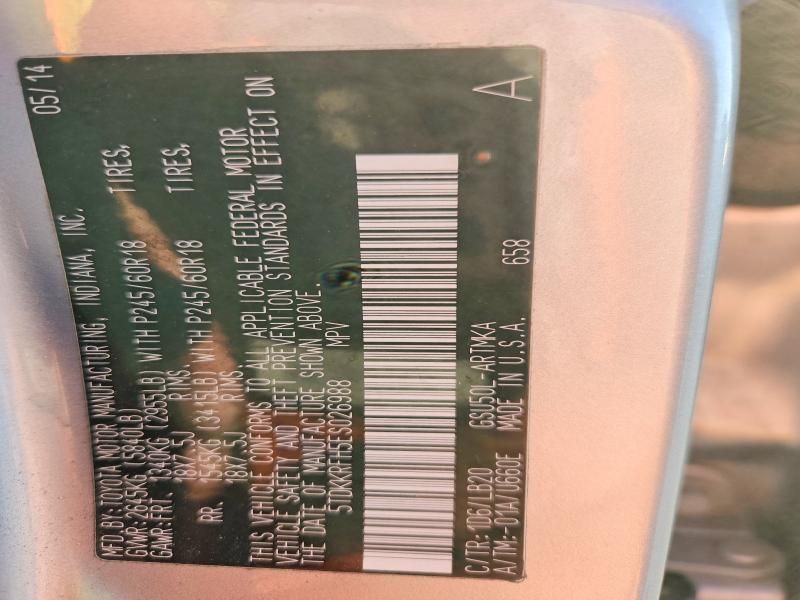 MFD.BY:TOYOTA MOTOR MANUFACTURING, INDIANA, INC. 05/14
GVWR:2645KG (5840LB)
GAWR:FRT. 1340KG (2955LB) WITH P245/60R18 TIRES,
18X7.5J RIMS.
RR. 1545KG (3415LB) WITH P245/60R18 TIRES,
18X7.5J RIMS.
THIS VEHICLE CONFORMS TO ALL APPLICABLE FEDERAL MOTOR
VEHICLE SAFETY AND THEFT PREVENTION STANDARDS IN EFFECT ON
THE DATE OF MANUFACTURE SHOWN ABOVE.
5TDKKRFH5ES026988 MPV
C/TR:1D6/LB20 GSU50L-ARTMKA
A/TM:-01A/U660E MADE IN U.S.A. 658 A